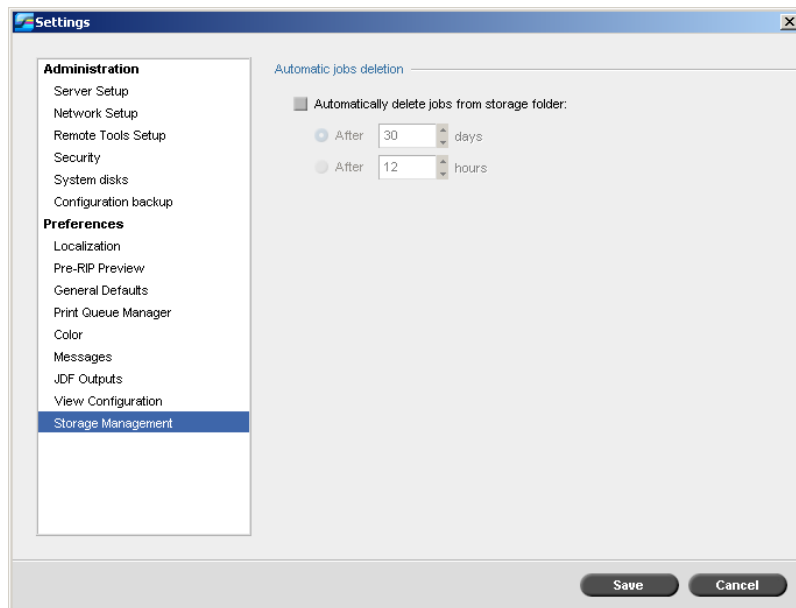 Settings
Administration
Server Setup
Network Setup
Remote Tools Setup
Security
System disks
Configuration backup
Preferences
Localization
Pre-RIP Preview
General Defaults
Print Queue Manager
Color
Messages
JDF Outputs
View Configuration
Storage Management
Automatic jobs deletion
Automatically delete jobs from storage folder:
After 30 days
After 12 hours
Save Cancel